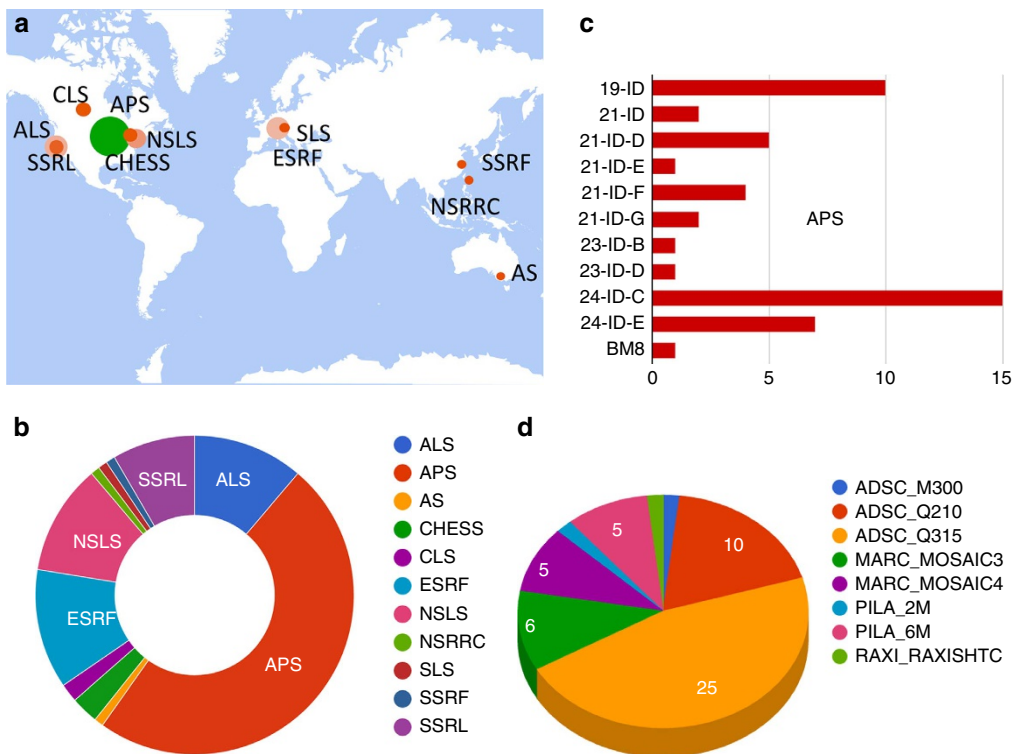 a
CLS
APS
ALS
NSLS
SSRL
CHESS
SLS
ESRF
SSRF
NSRRC
AS
c
19-ID
21-ID
21-ID-D
21-ID-E
21-ID-F
21-ID-G
23-ID-B
23-ID-D
24-ID-C
24-ID-E
BM8
APS
0 5 10 15
b
SSRL
ALS
NSLS
ESRF
APS
ALS
APS
AS
CHESS
CLS
ESRF
NSLS
NSRRC
SLS
SSRF
SSRL
d
5
10
5
6
25
ADSC_M300
ADSC_Q210
ADSC_Q315
MARC_MOSAIC3
MARC_MOSAIC4
PILA_2M
PILA_6M
RAXI_RAXISHTC